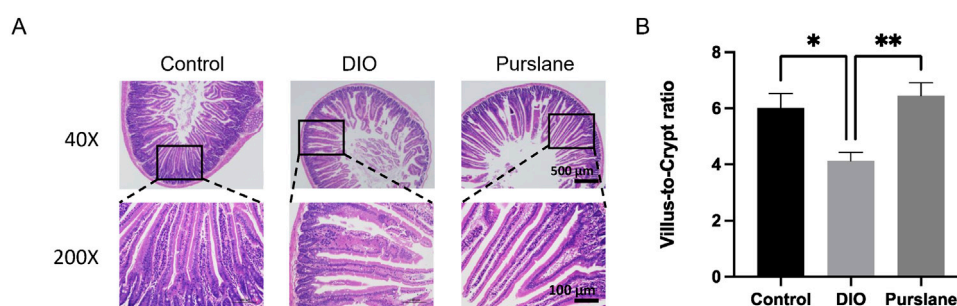 A
Control DIO Purslane
40X
500 μm
200X
100 μm
B
* **
Villus-to-Crypt ratio
8
6
4
2
0
Control DIO Purslane